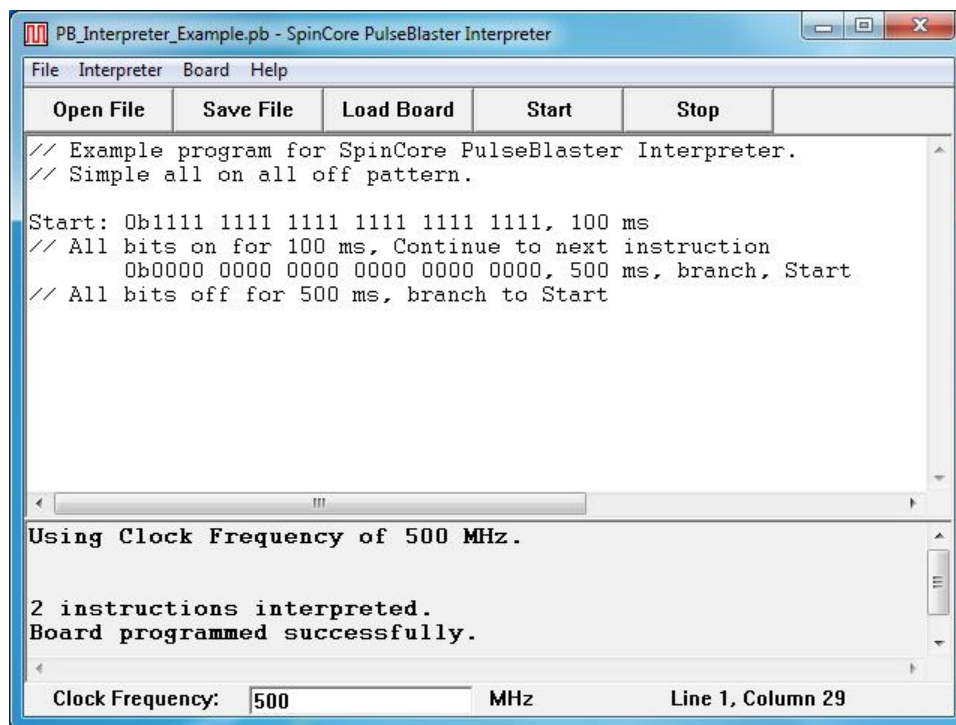 PB_Interpreter_Example.pb - SpinCore PulseBlaster Interpreter
File Interpreter Board Help
Open File Save File Load Board Start Stop
// Example program for SpinCore PulseBlaster Interpreter.
// Simple all on all off pattern.
Start: 0b1111 1111 1111 1111 1111 1111, 100 ms
// All bits on for 100 ms, Continue to next instruction
0b0000 0000 0000 0000 0000 0000, 500 ms, branch, Start
// All bits off for 500 ms, branch to Start
Using Clock Frequency of 500 MHz.
2 instructions interpreted.
Board programmed successfully.
Clock Frequency: 500 MHz Line 1, Column 29